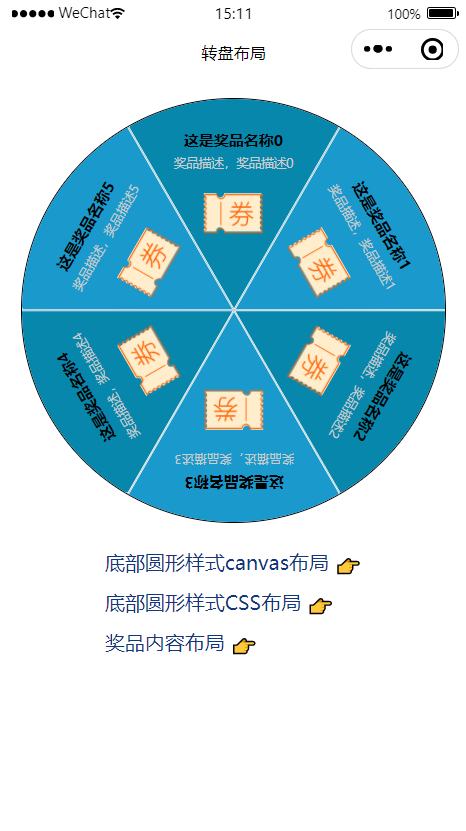 WeChat 15:11 100%
转盘布局
这是奖品名称0
奖品描述，奖品描述0
券
这是奖品名称1
奖品描述，奖品描述1
券
这是奖品名称2
奖品描述，奖品描述2
券
这是奖品名称3
奖品描述，奖品描述3
券
这是奖品名称4
奖品描述，奖品描述4
券
这是奖品名称5
奖品描述，奖品描述5
券
底部圆形样式canvas布局
底部圆形样式CSS布局
奖品内容布局